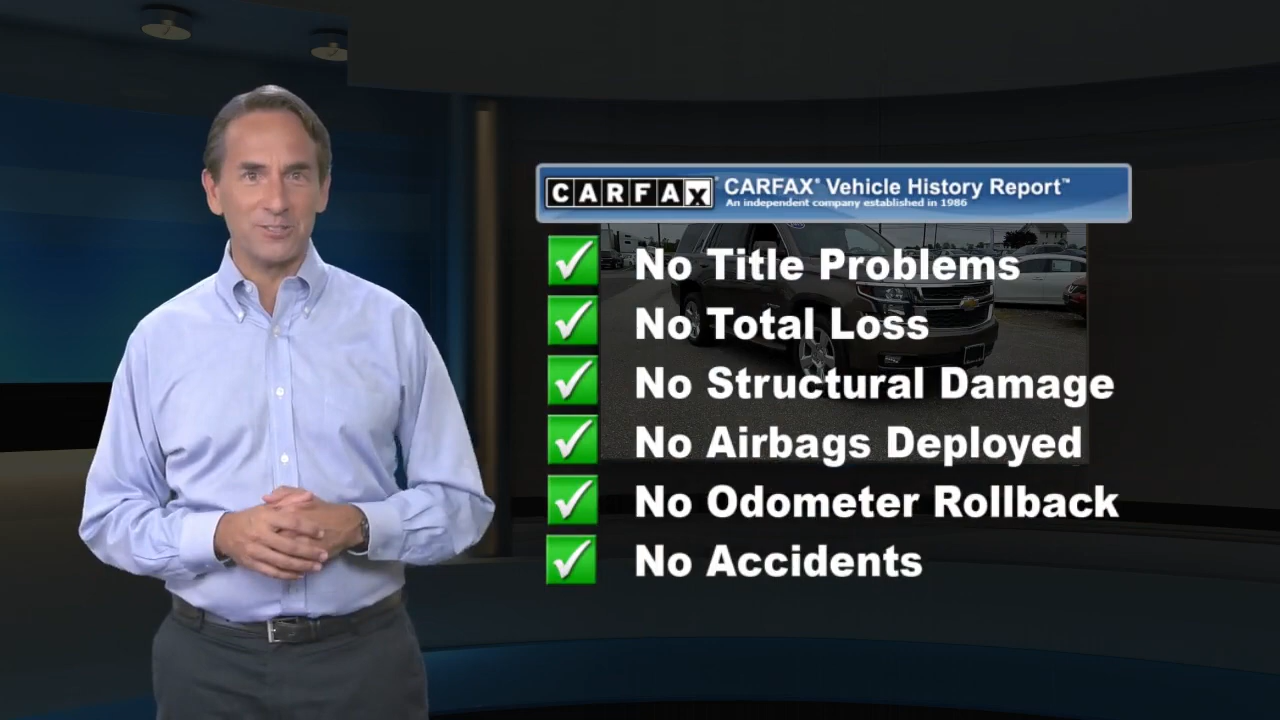 CARFAX® CARFAX® Vehicle History Report™
An independent company established in 1986
No Title Problems
No Total Loss
No Structural Damage
No Airbags Deployed
No Odometer Rollback
No Accidents